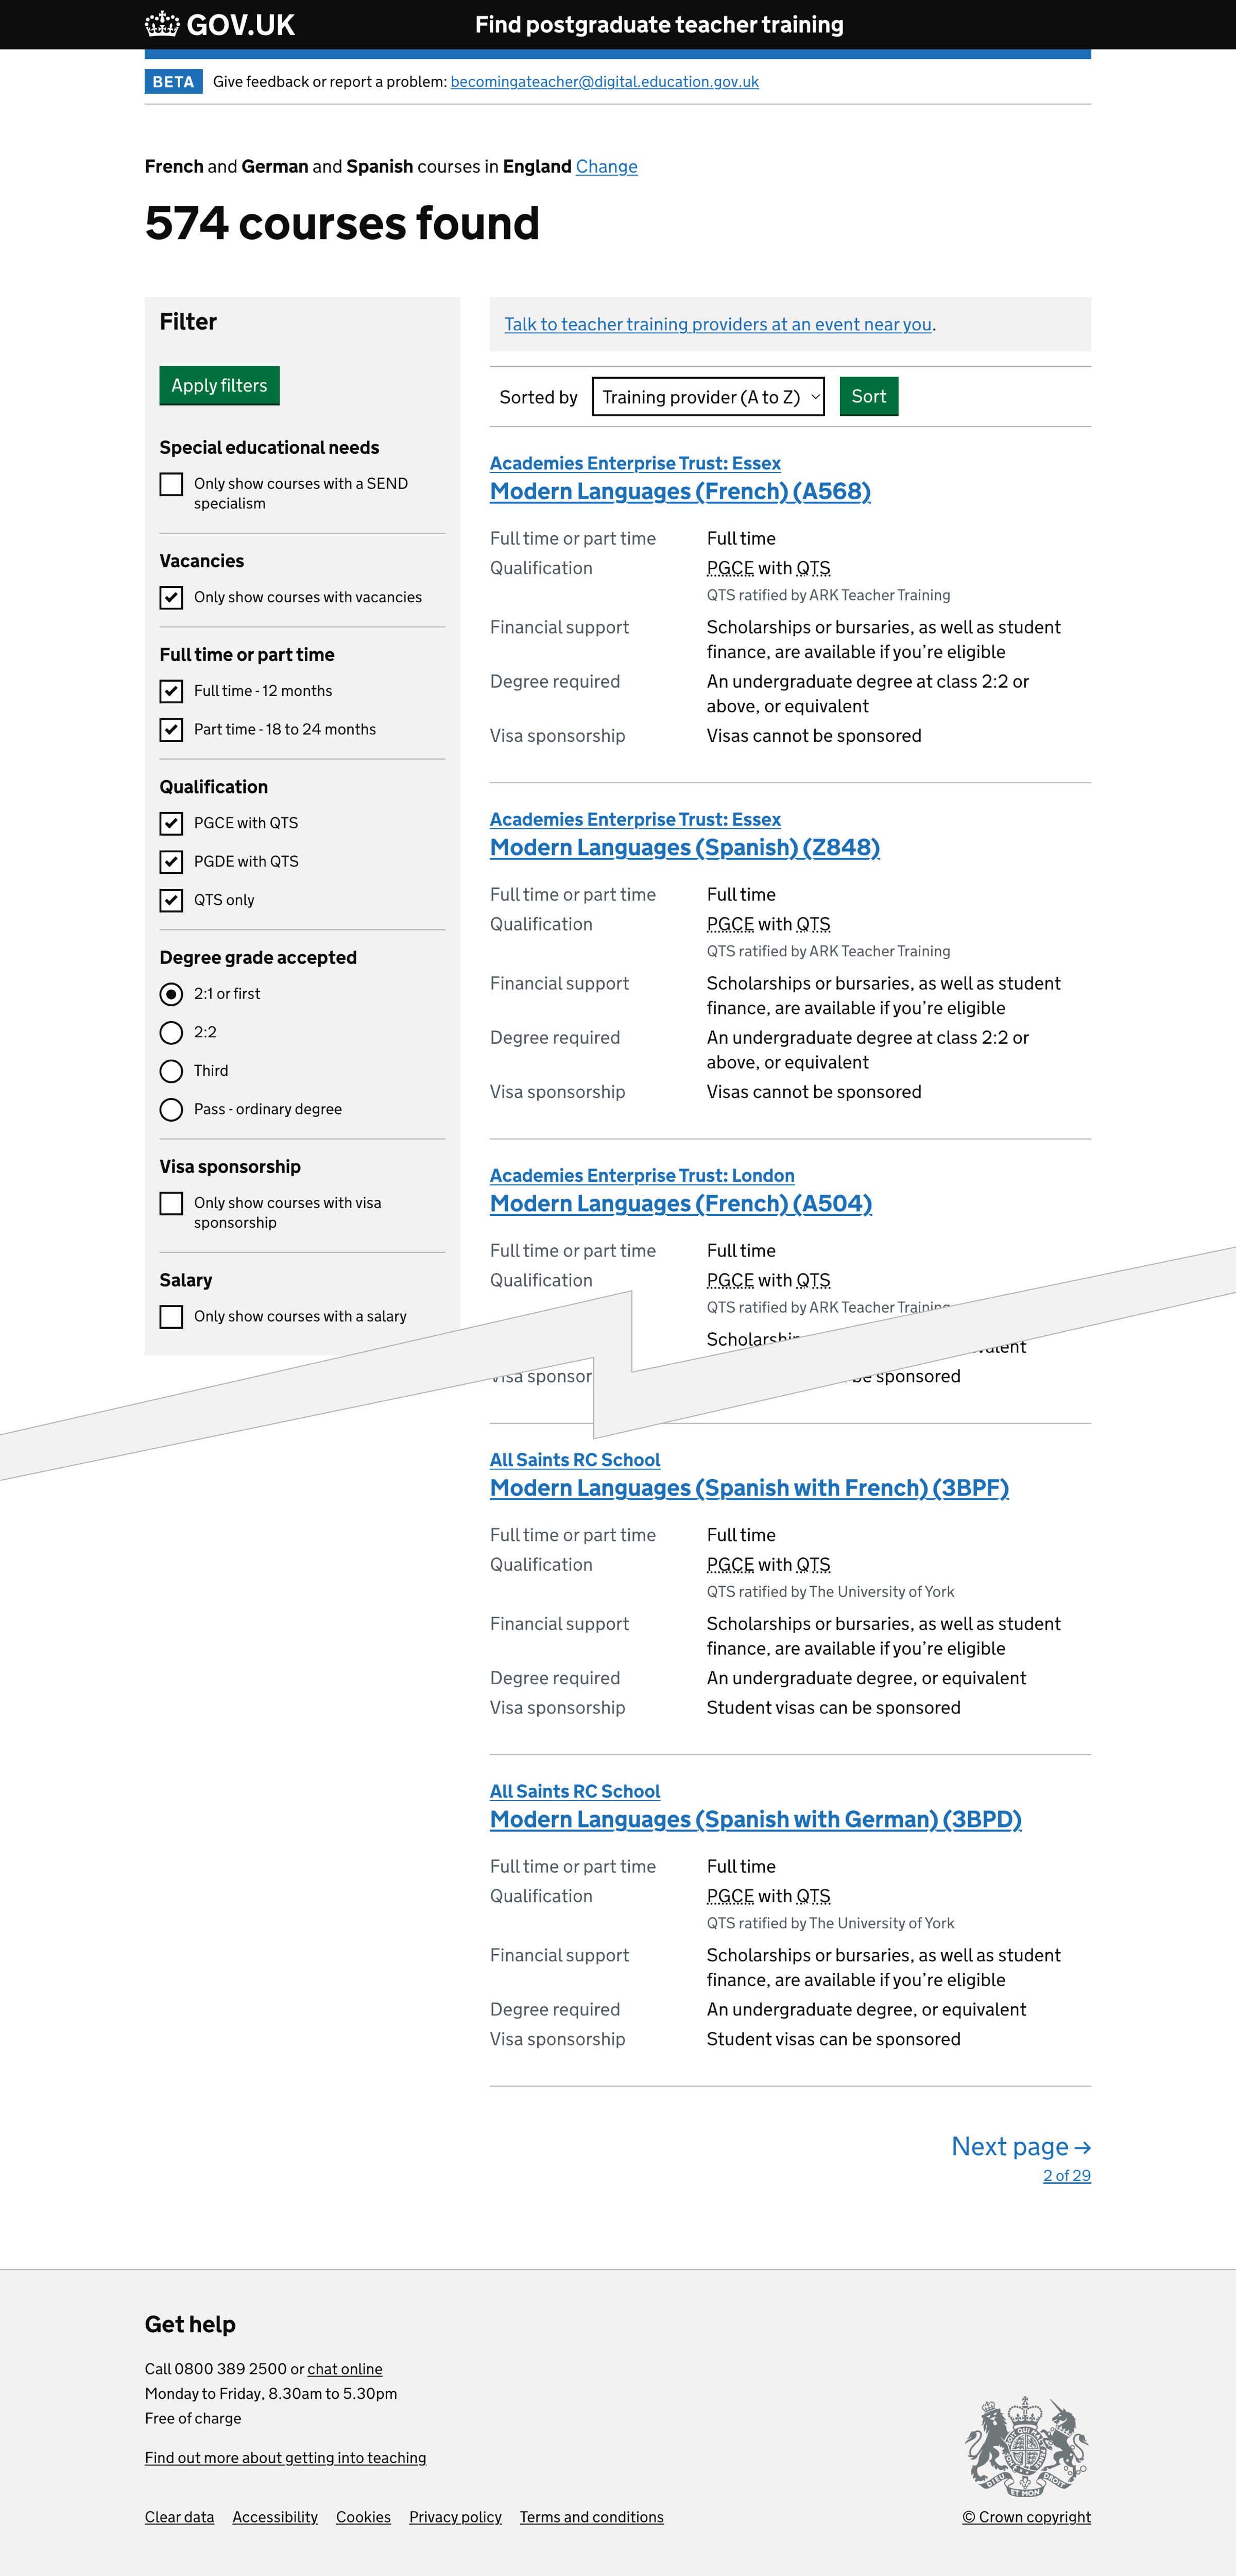 GOV.UK
Find postgraduate teacher training
BETA
Give feedback or report a problem: becomingateacher@digital.education.gov.uk
French and German and Spanish courses in England Change
574 courses found
Filter
Apply filters
Special educational needs
Only show courses with a SEND
specialism
Vacancies
Only show courses with vacancies
Full time or part time
Full time - 12 months
Part time - 18 to 24 months
Qualification
PGCE with QTS
PGDE with QTS
QTS only
Degree grade accepted
2:1 or first
2:2
Third
Pass - ordinary degree
Visa sponsorship
Only show courses with visa
sponsorship
Salary
Only show courses with a salary
Talk to teacher training providers at an event near you.
Sorted by Training provider (A to Z) Sort
Academies Enterprise Trust: Essex
Modern Languages (French) (A568)
Full time or part time Full time
Qualification PGCE with QTS
QTS ratified by ARK Teacher Training
Financial support Scholarships or bursaries, as well as student
finance, are available if you’re eligible
Degree required An undergraduate degree at class 2:2 or
above, or equivalent
Visa sponsorship Visas cannot be sponsored
Academies Enterprise Trust: Essex
Modern Languages (Spanish) (Z848)
Full time or part time Full time
Qualification PGCE with QTS
QTS ratified by ARK Teacher Training
Financial support Scholarships or bursaries, as well as student
finance, are available if you’re eligible
Degree required An undergraduate degree at class 2:2 or
above, or equivalent
Visa sponsorship Visas cannot be sponsored
Academies Enterprise Trust: London
Modern Languages (French) (A504)
Full time or part time Full time
Qualification PGCE with QTS
QTS ratified by ARK Teacher Training
Visa be sponsored
All Saints RC School
Modern Languages (Spanish with French) (3BPF)
Full time or part time Full time
Qualification PGCE with QTS
QTS ratified by The University of York
Financial support Scholarships or bursaries, as well as student
finance, are available if you’re eligible
Degree required An undergraduate degree, or equivalent
Visa sponsorship Student visas can be sponsored
All Saints RC School
Modern Languages (Spanish with German) (3BPD)
Full time or part time Full time
Qualification PGCE with QTS
QTS ratified by The University of York
Financial support Scholarships or bursaries, as well as student
finance, are available if you’re eligible
Degree required An undergraduate degree, or equivalent
Visa sponsorship Student visas can be sponsored
Next page →
2 of 29
Get help
Call 0800 389 2500 or chat online
Monday to Friday, 8.30am to 5.30pm
Free of charge
Find out more about getting into teaching
Clear data Accessibility Cookies Privacy policy Terms and conditions
© Crown copyright